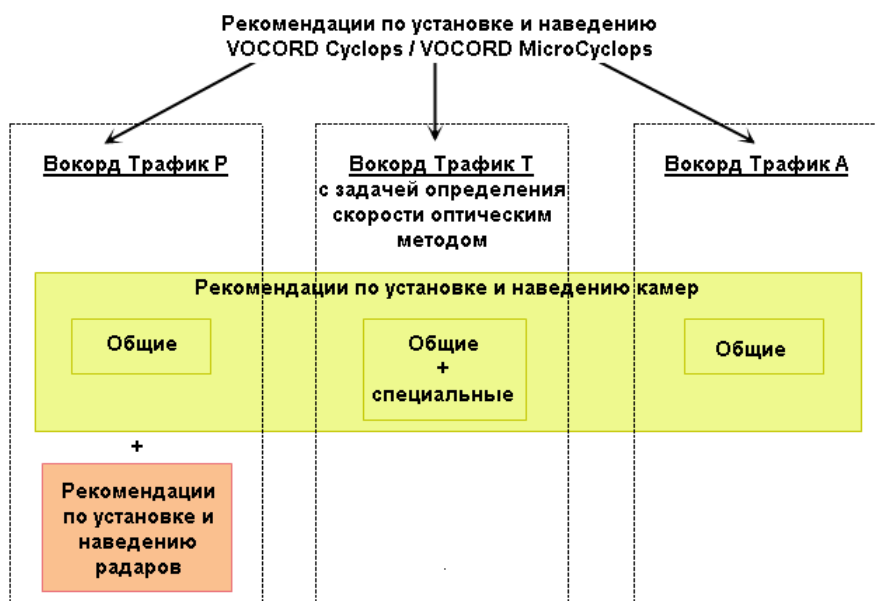 Рекомендации по установке и наведению
VOCORD Cyclops / VOCORD MicroCyclops
Вокорд Трафик Р
Вокорд Трафик Т
с задачей определения
скорости оптическим
методом
Вокорд Трафик А
Рекомендации по установке и наведению камер
Общие
Общие
+
специальные
Общие
+
Рекомендации
по установке и
наведению
радаров